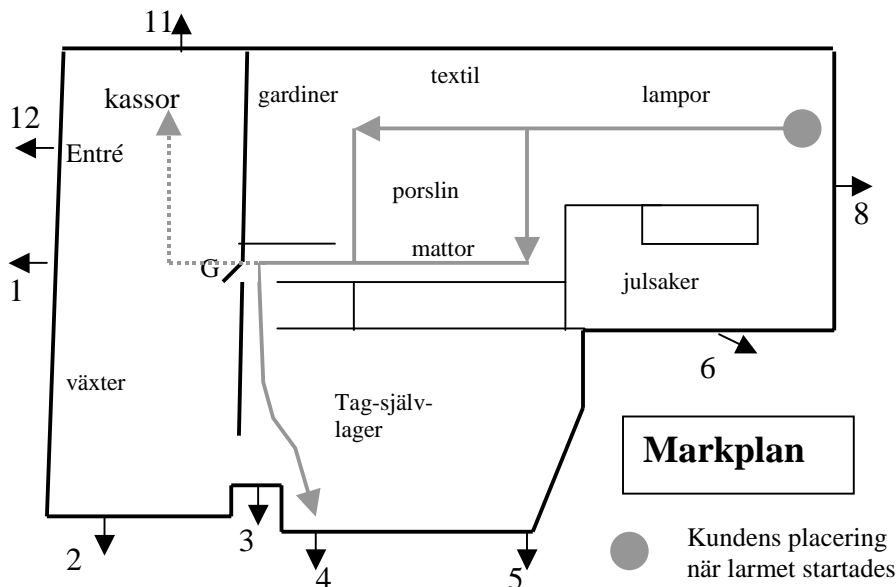 11
textil
gardiner
lampor
kassor
12
Entré
porslin
8
mattor
G
julsaker
1
6
växter
Tag-själv-
lager
Markplan
Kundens placering
när larmet startades
2
3
4
5